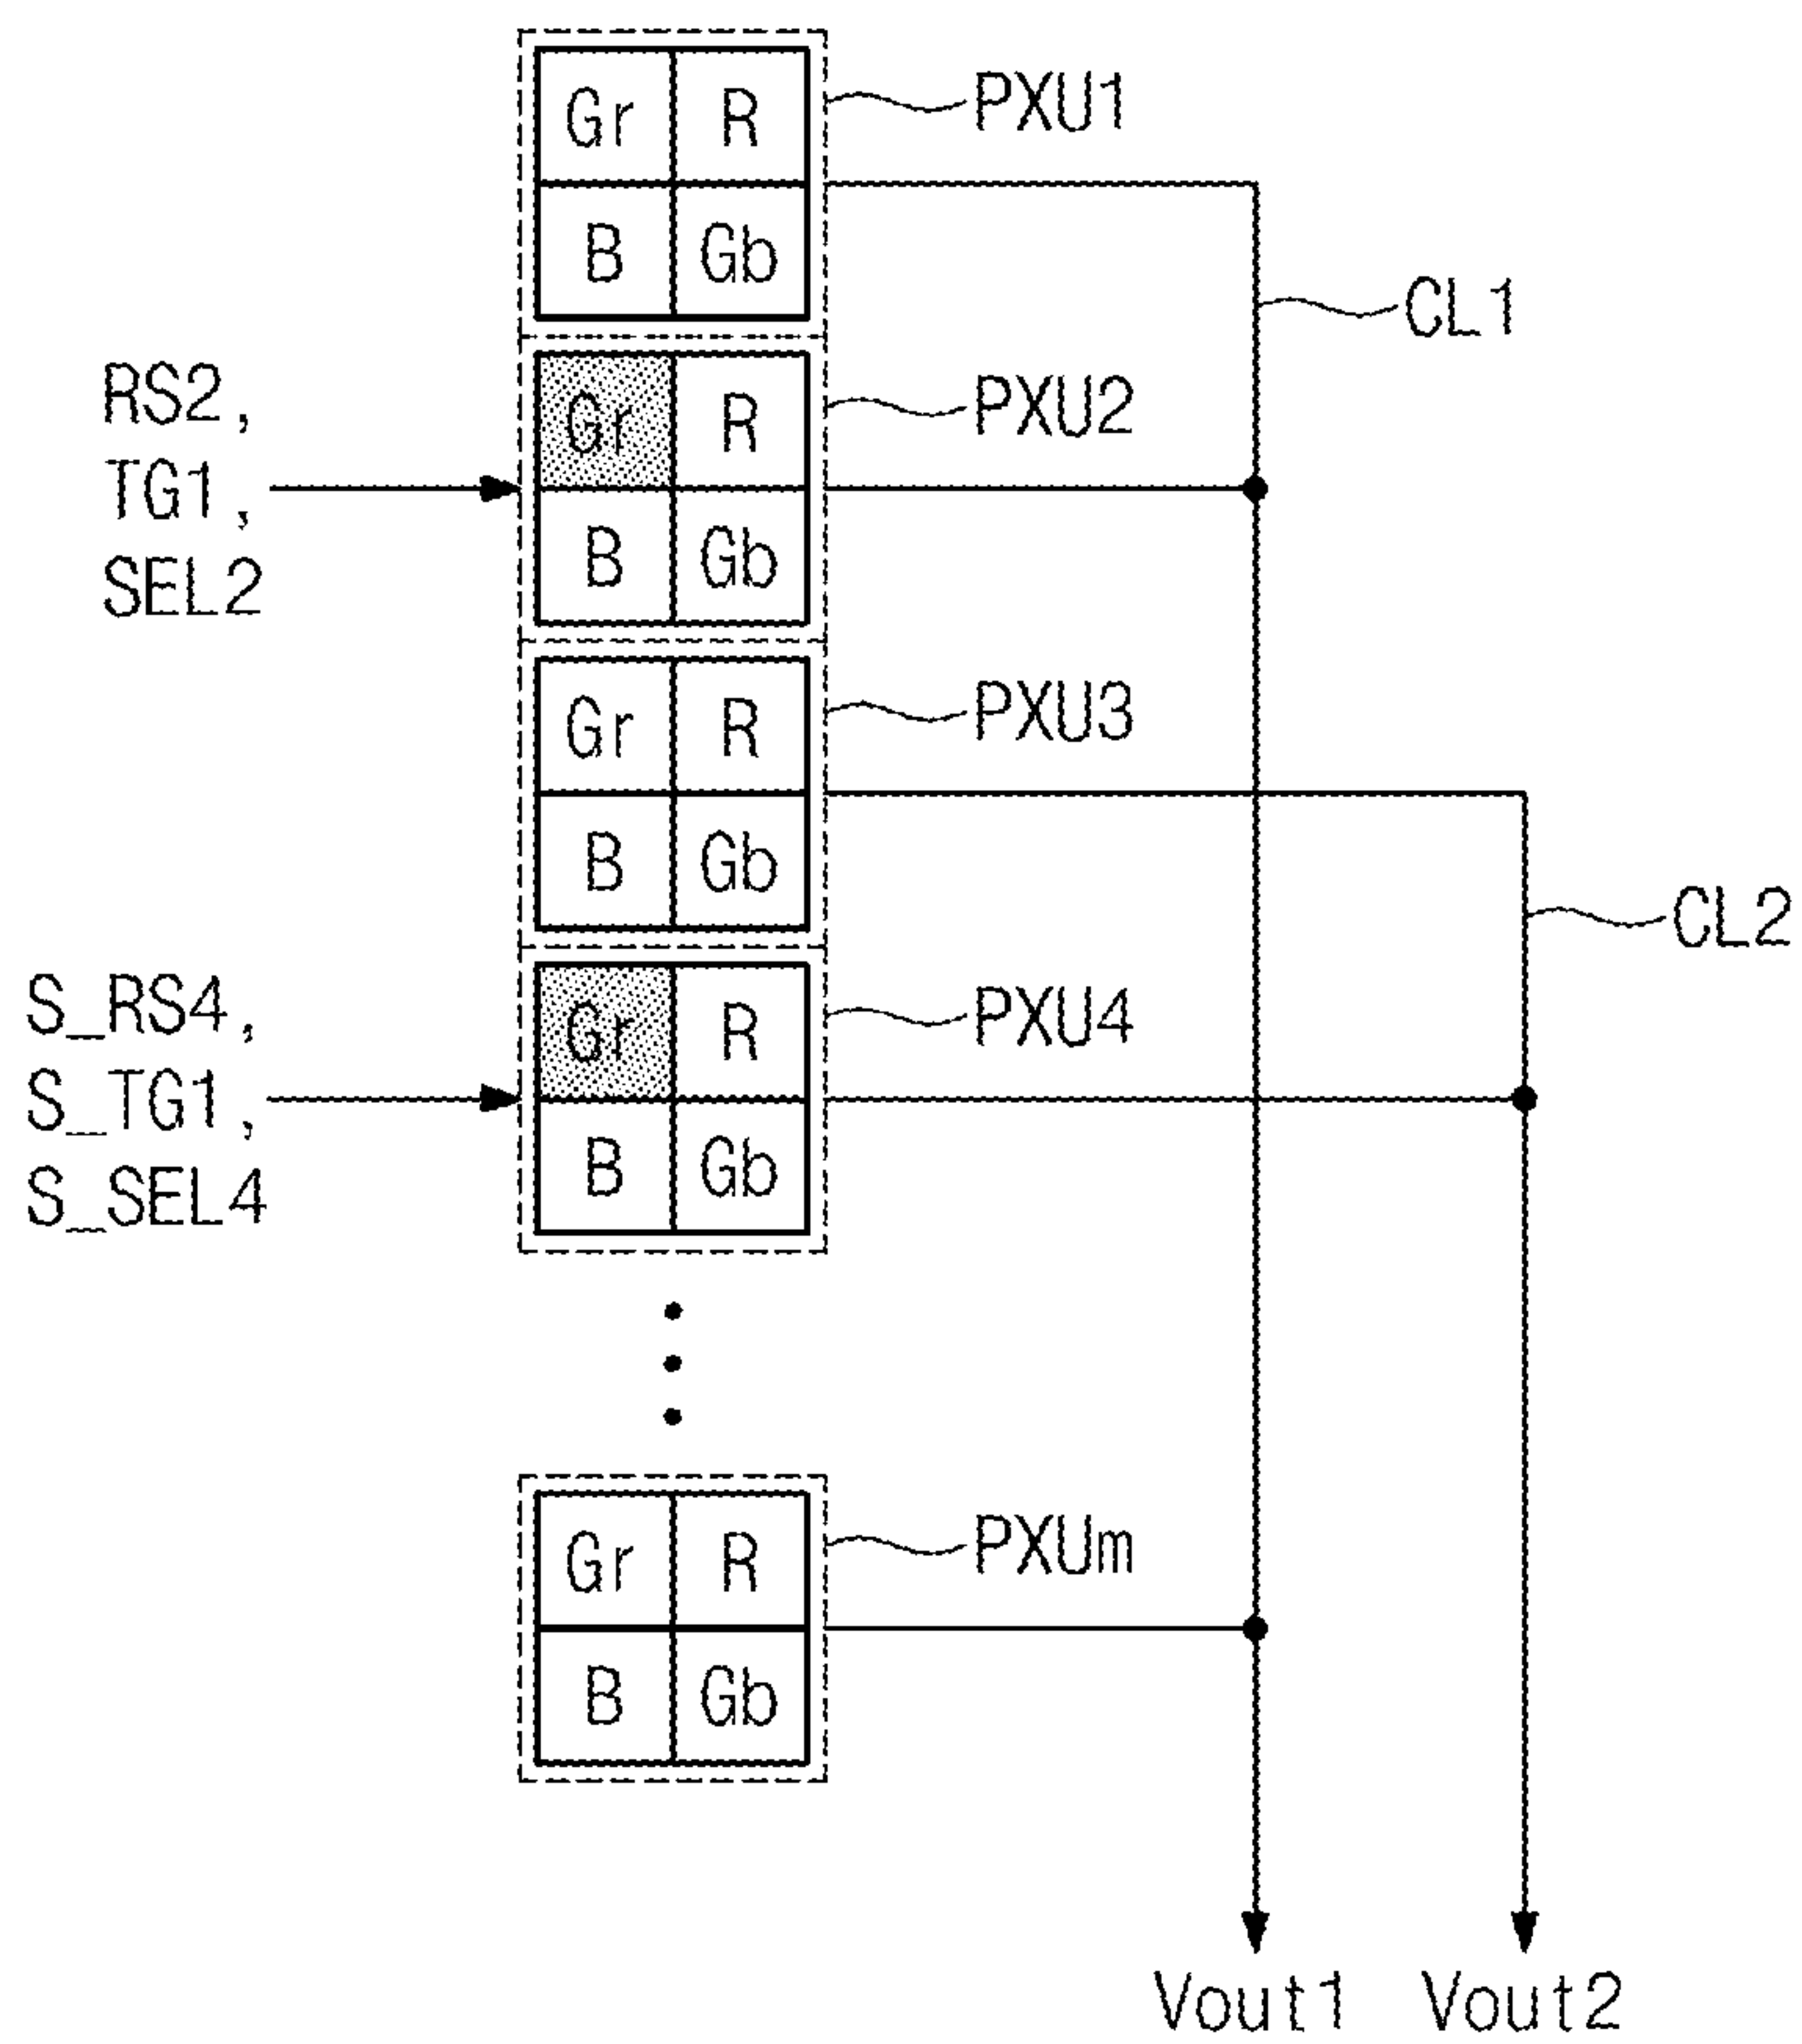 Gr R PXU1
B Gb
CL1
RS2,
TG1,
SEL2
Gr R PXU2
B Gb
Gr R PXU3
B Gb
CL2
S_RS4,
S_TG1,
S_SEL4
Gr R PXU4
B Gb
Gr R PXUm
B Gb
Vout1 Vout2